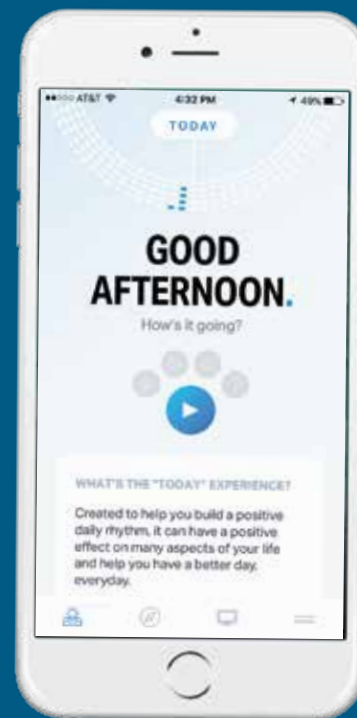 AT&T
4:32 PM
49%
TODAY
GOOD
AFTERNOON.
How's it going?
WHAT'S THE "TODAY" EXPERIENCE?
Created to help you build a positive
daily rhythm, it can have a positive
effect on many aspects of your life
and help you have a better day,
everyday.